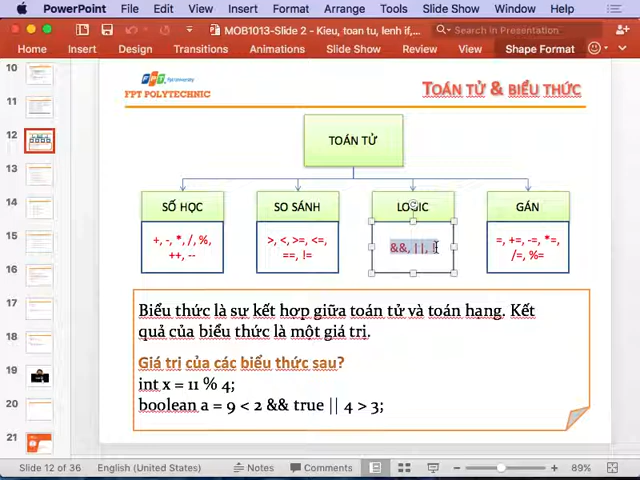 PowerPoint File Edit View Insert Format Arrange Tools Slide Show Window Help
MOB1013-Slide 2 - Kieu, toan tu, lenh if,...
Search in Presentation
Home Insert Design Transitions Animations Slide Show Review View Shape Format
10
11
12
13
14
15
16
17
18
19
20
21
FPT University
FPT POLYTECHNIC
TOÁN TỬ & BIỂU THỨC
TOÁN TỬ
SỐ HỌC
SO SÁNH
LOGIC
GÁN
+, -, *, /, %,
++, --
>, <, >=, <=,
==, !=
&&, ||, !
=, +=, -=, *=,
/=, %=
Biểu thức là sự kết hợp giữa toán tử và toán hạng. Kết
quả của biểu thức là một giá trị.
Giá trị của các biểu thức sau?
int x = 11 % 4;
boolean a = 9 < 2 && true || 4 > 3;
Slide 12 of 36 English (United States) Notes Comments 89%